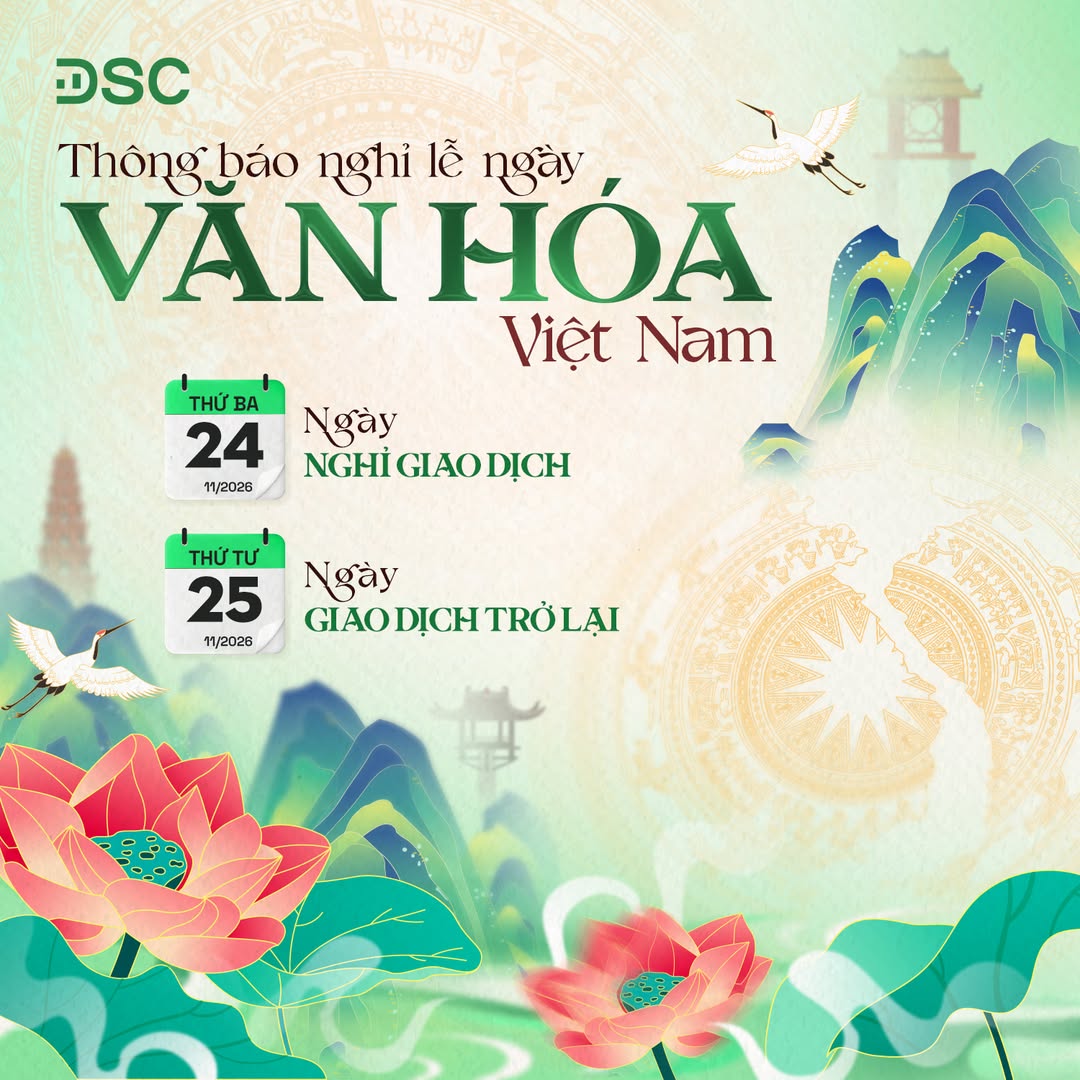 DSC
Thông báo nghỉ lễ ngày
VĂN HÓA
Việt Nam
THỨ BA
24
11/2026
Ngày
NGHỈ GIAO DỊCH
THỨ TƯ
25
11/2026
Ngày
GIAO DỊCH TRỞ LẠI